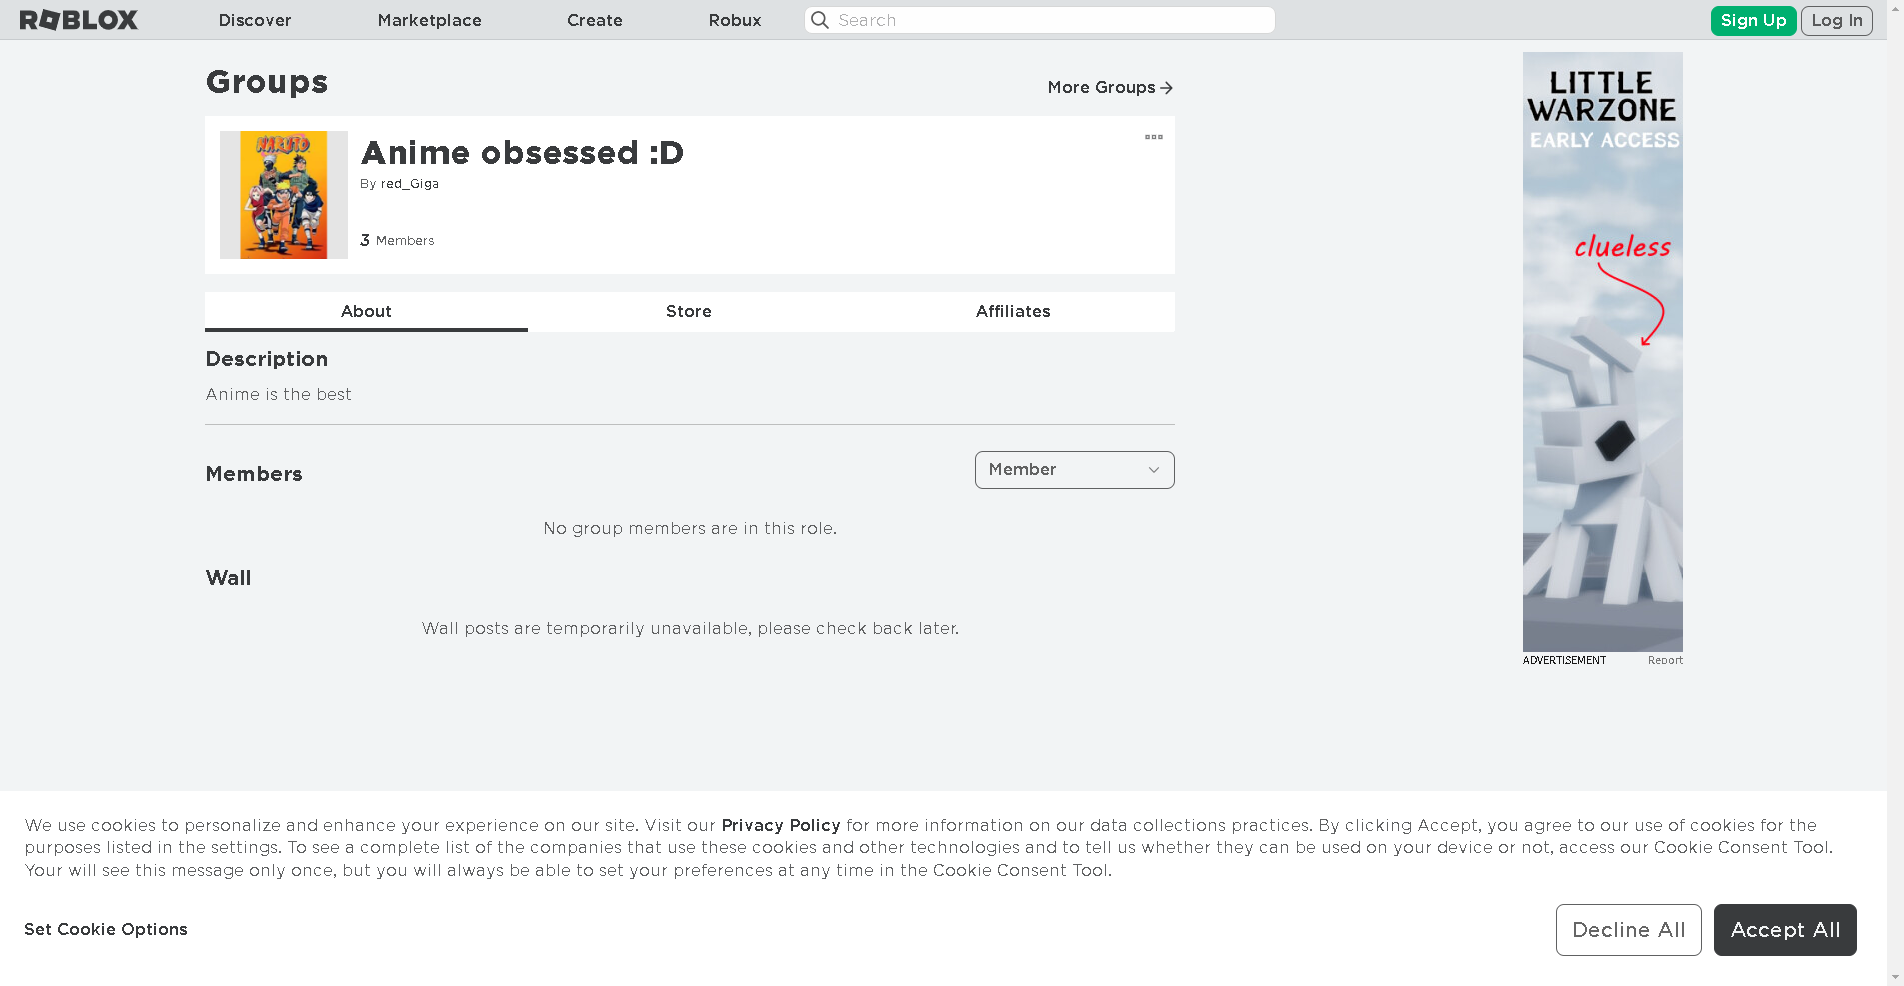 ROBLOX
Discover
Marketplace
Create
Robux
Search
Sign Up
Log In
Groups
More Groups
NARUTO
Anime obsessed :D
By red_Giga
3 Members
About
Store
Affiliates
Description
Anime is the best
Members
Member
No group members are in this role.
Wall
Wall posts are temporarily unavailable, please check back later.
LITTLE
WARZONE
EARLY ACCESS
clueless
ADVERTISEMENT
Report
We use cookies to personalize and enhance your experience on our site. Visit our Privacy Policy for more information on our data collections practices. By clicking Accept, you agree to our use of cookies for the
purposes listed in the settings. To see a complete list of the companies that use these cookies and other technologies and to tell us whether they can be used on your device or not, access our Cookie Consent Tool.
Your will see this message only once, but you will always be able to set your preferences at any time in the Cookie Consent Tool.
Set Cookie Options
Decline All
Accept All